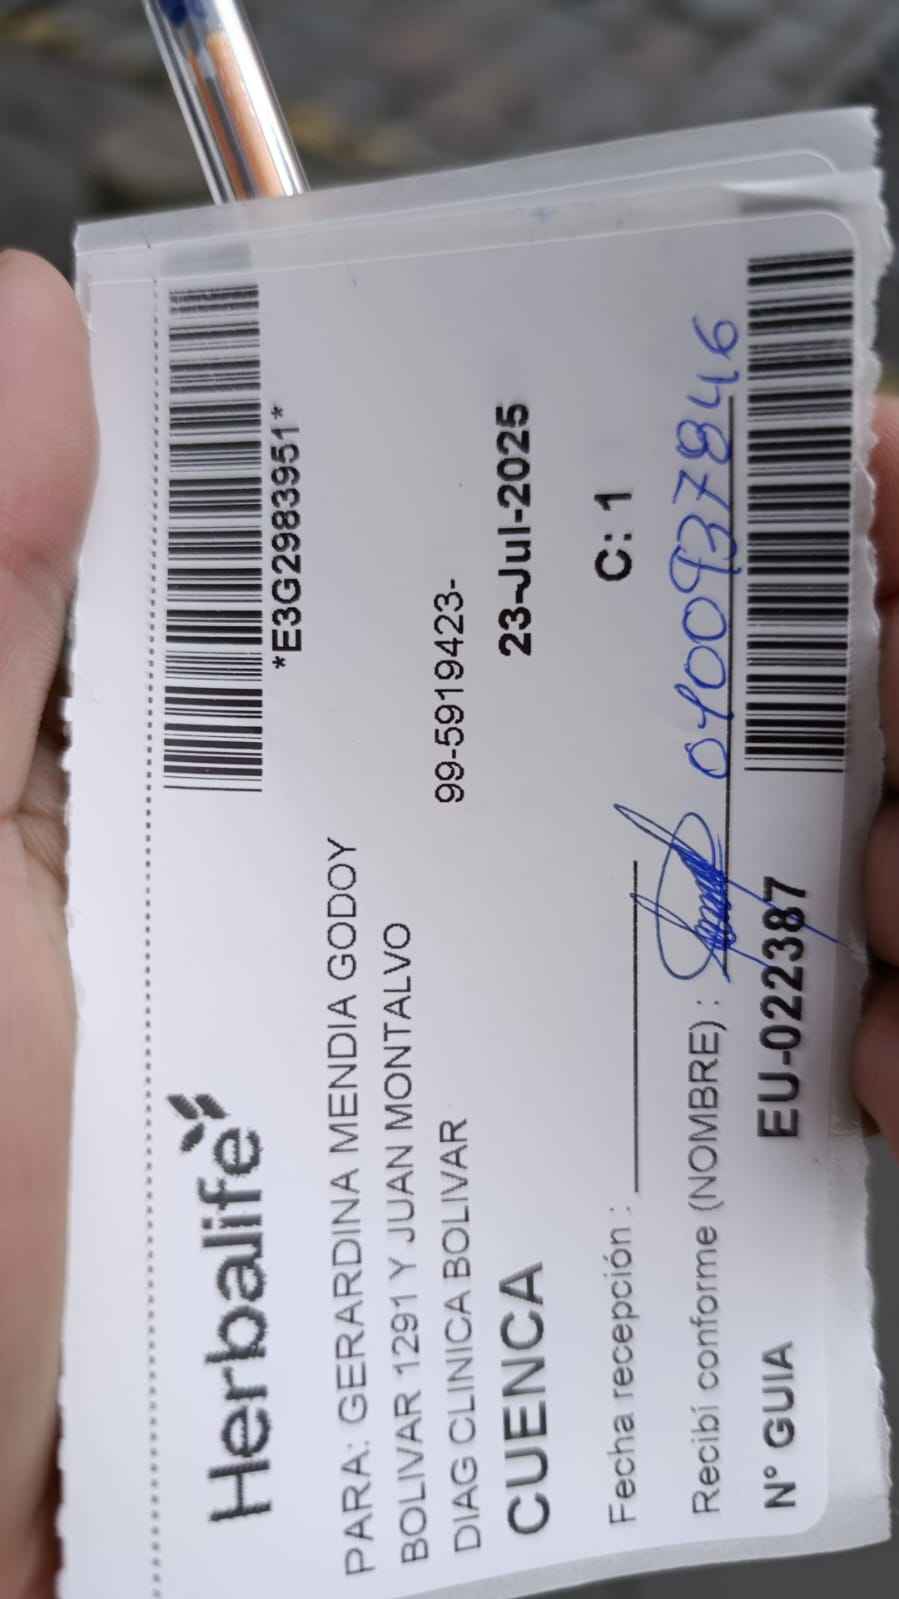 Herbalife
*E3G2983951*
PARA: GERARDINA MENDIA GODOY
BOLIVAR 1291 Y JUAN MONTALVO
DIAG CLINICA BOLIVAR 99-5919423-
CUENCA 23-Jul-2025
Fecha recepción : C: 1
Recibí conforme (NOMBRE) : 0100937846
N° GUIA EU-022387